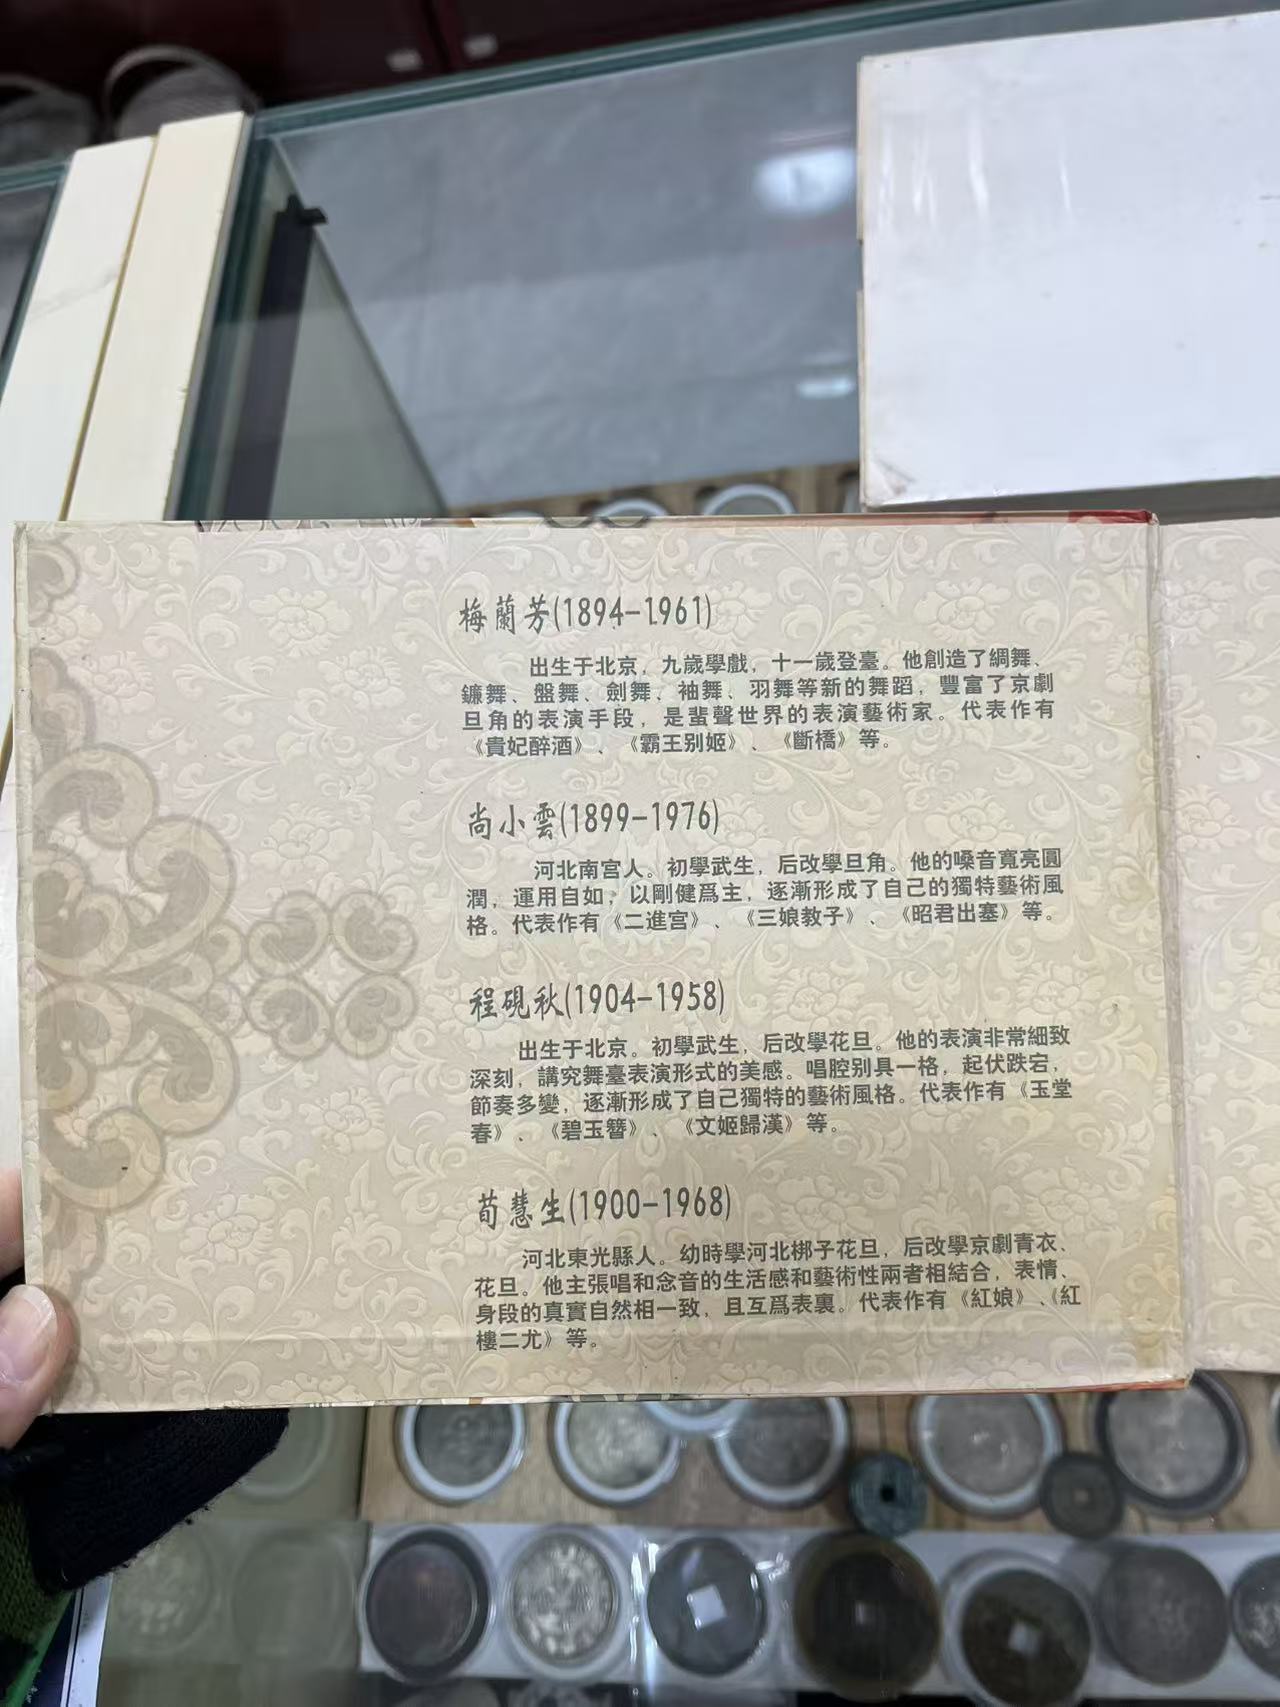 梅蘭芳(1894-1961)
出生于北京，九歲學戲，十一歲登臺。他創造了綢舞、
鐮舞、盤舞、劍舞、袖舞、羽舞等新的舞蹈，豐富了京劇
旦角的表演手段，是蜚聲世界的表演藝術家。代表作有
《貴妃醉酒》、《霸王别姬》、《斷橋》等。
尚小雲(1899-1976)
河北南宫人。初學武生，后改學旦角。他的嗓音寬亮圓
潤，運用自如，以剛健爲主，逐漸形成了自己的獨特藝術風
格。代表作有《二進宫》、《三娘教子》、《昭君出塞》等。
程硯秋(1904-1958)
出生于北京。初學武生，后改學花旦。他的表演非常細致
深刻，講究舞臺表演形式的美感。唱腔别具一格，起伏跌宕，
節奏多變，逐漸形成了自己獨特的藝術風格。代表作有《玉堂
春》、《碧玉簪》、《文姬歸漢》等。
荀慧生(1900-1968)
河北東光縣人。幼時學河北梆子花旦，后改學京劇青衣、
花旦。他主張唱和念音的生活感和藝術性兩者相結合，表情、
身段的真實自然相一致，且互爲表裏。代表作有《紅娘》、《紅
樓二尤》等。